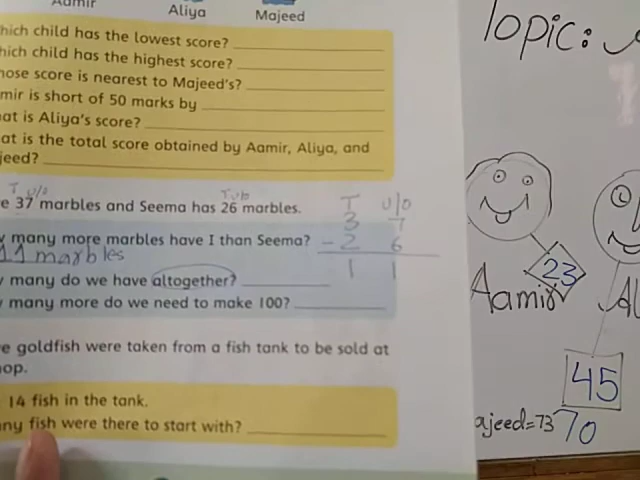 Aamir Aliya Majeed
hich child has the lowest score?
hich child has the highest score?
hose score is nearest to Majeed's?
mir is short of 50 marks by
hat is Aliya's score?
hat is the total score obtained by Aamir, Aliya, and
jeed?
T U/O T U/O
e 37 marbles and Seema has 26 marbles.
y many more marbles have I than Seema?
11 marbles
y many do we have altogether?
y many more do we need to make 100?
T U/O
3 7
- 2 6
1 1
e goldfish were taken from a fish tank to be sold at
op.
14 fish in the tank.
any fish were there to start with?
Topic:
23
Aamir Al
45
ajeed=73 70